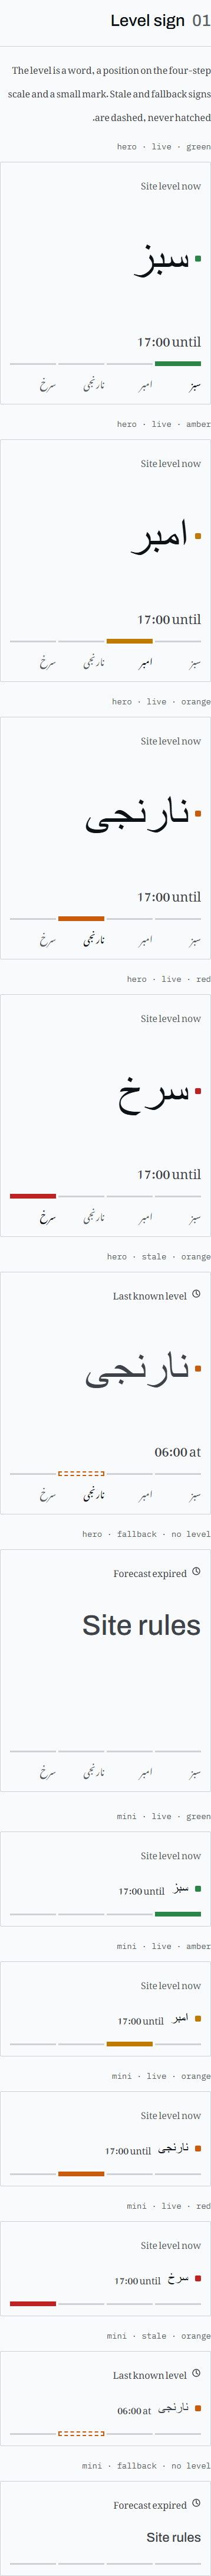 Level sign 01
The level is a word, a position on the four-step
scale and a small mark. Stale and fallback signs
are dashed, never hatched.
hero · live · green
Site level now
سبز
17:00 until
سبز امبر نارنجی سرخ
hero · live · amber
Site level now
امبر
17:00 until
سبز امبر نارنجی سرخ
hero · live · orange
Site level now
نارنجی
17:00 until
سبز امبر نارنجی سرخ
hero · live · red
Site level now
سرخ
17:00 until
سبز امبر نارنجی سرخ
hero · stale · orange
Last known level
نارنجی
06:00 at
سبز امبر نارنجی سرخ
hero · fallback · no level
Forecast expired
Site rules
سبز امبر نارنجی سرخ
mini · live · green
Site level now
سبز 17:00 until
mini · live · amber
Site level now
امبر 17:00 until
mini · live · orange
Site level now
نارنجی 17:00 until
mini · live · red
Site level now
سرخ 17:00 until
mini · stale · orange
Last known level
نارنجی 06:00 at
mini · fallback · no level
Forecast expired
Site rules